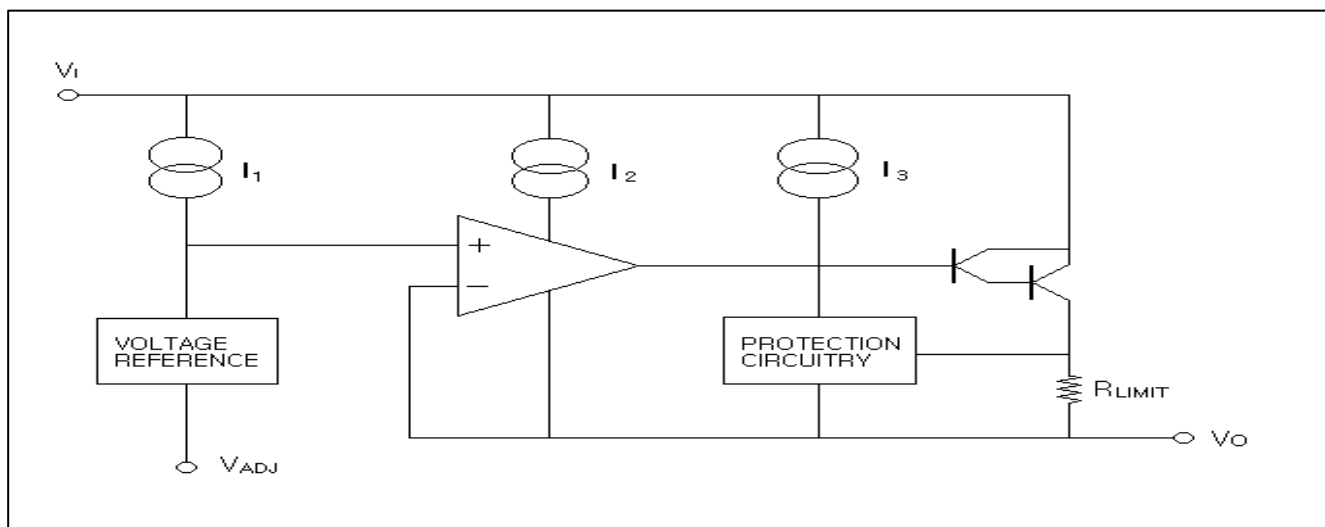 VI
I1
I2
I3
+
−
VOLTAGE
REFERENCE
PROTECTION
CIRCUITRY
RLIMIT
VO
VADJ